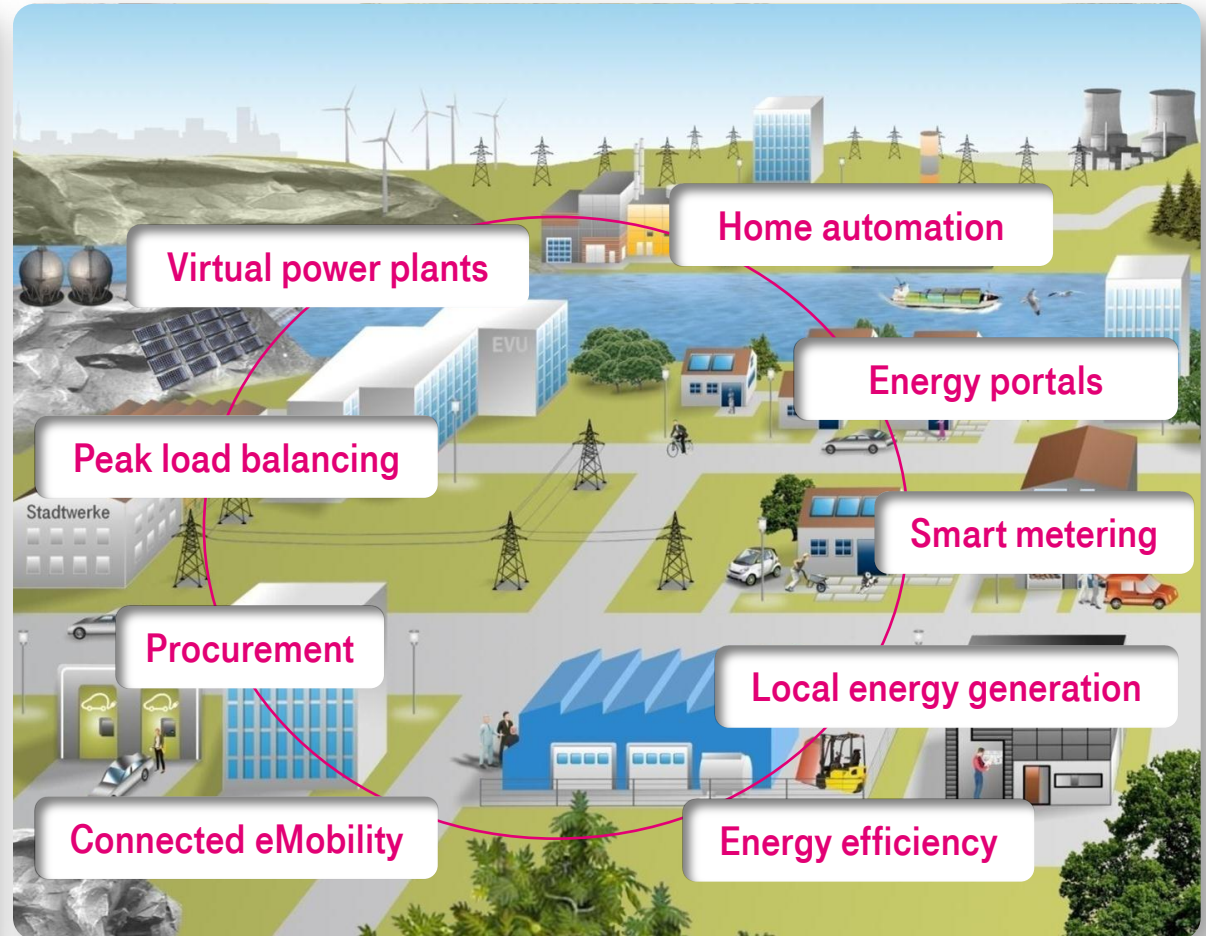 Home automation
Virtual power plants
EVU
Energy portals
Peak load balancing
Stadtwerke
Smart metering
Procurement
Local energy generation
Connected eMobility
Energy efficiency